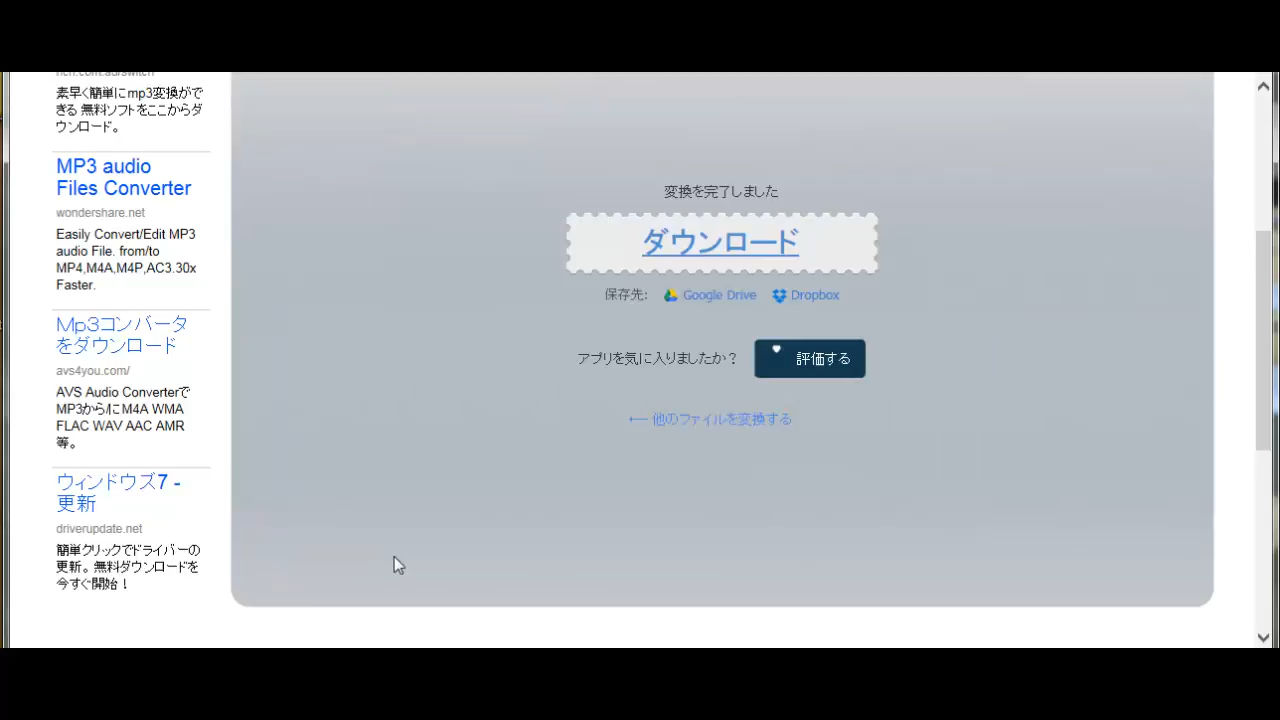 素早く簡単にmp3変換がで
きる 無料ソフトをここからダ
ウンロード。
MP3 audio
Files Converter
wondershare.net
Easily Convert/Edit MP3
audio File. from/to
MP4,M4A,M4P,AC3.30x
Faster.
Mp3コンバータ
をダウンロード
avs4you.com/
AVS Audio Converterで
MP3から/にM4A WMA
FLAC WAV AAC AMR
等。
ウィンドウズ7 -
更新
driverupdate.net
簡単クリックでドライバーの
更新。無料ダウンロードを
今すぐ開始！
変換を完了しました
ダウンロード
保存先: Google Drive Dropbox
アプリを気に入りましたか？ 評価する
← 他のファイルを変換する